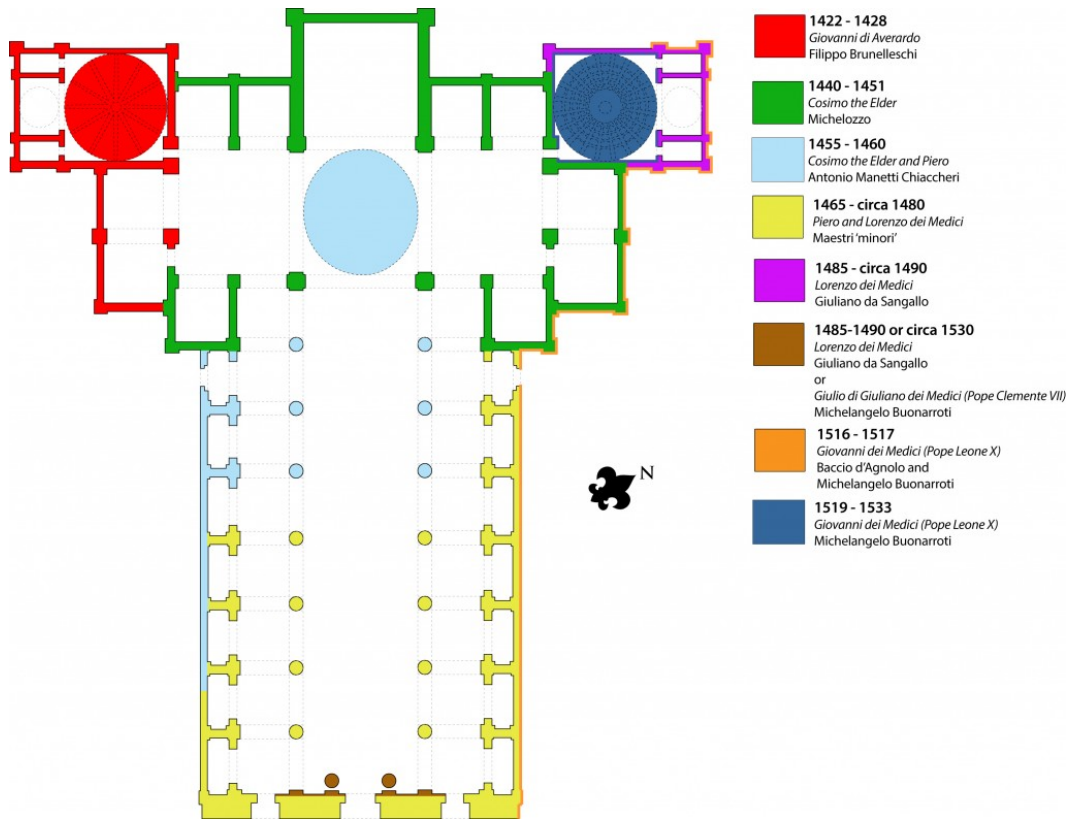 1422 - 1428
Giovanni di Averardo
Filippo Brunelleschi
1440 - 1451
Cosimo the Elder
Michelozzo
1455 - 1460
Cosimo the Elder and Piero
Antonio Manetti Chiaccheri
1465 - circa 1480
Piero and Lorenzo dei Medici
Maestri ‘minori’
1485 - circa 1490
Lorenzo dei Medici
Giuliano da Sangallo
1485-1490 or circa 1530
Lorenzo dei Medici
Giuliano da Sangallo
or
Giulio di Giuliano dei Medici (Pope Clemente VII)
Michelangelo Buonarroti
1516 - 1517
Giovanni dei Medici (Pope Leone X)
Baccio d'Agnolo and
Michelangelo Buonarroti
N
1519 - 1533
Giovanni dei Medici (Pope Leone X)
Michelangelo Buonarroti